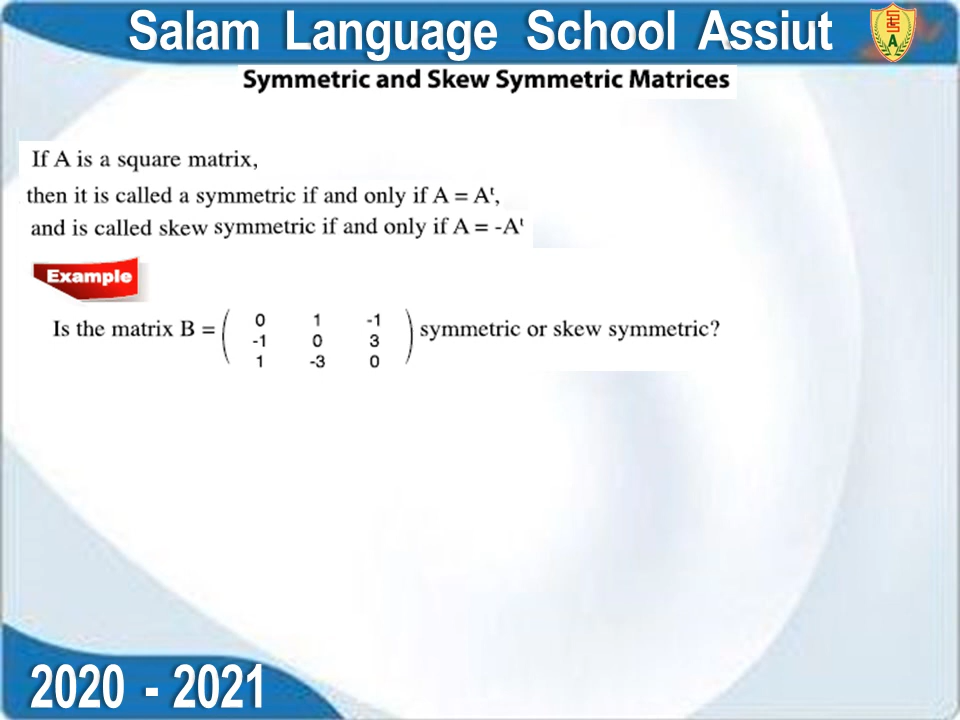 Salam Language School Assiut
Symmetric and Skew Symmetric Matrices
If A is a square matrix,
then it is called a symmetric if and only if A = Aᵗ,
and is called skew symmetric if and only if A = -Aᵗ
Example
Is the matrix B = ( 0 1 -1
-1 0 3
1 -3 0 ) symmetric or skew symmetric?
2020 - 2021